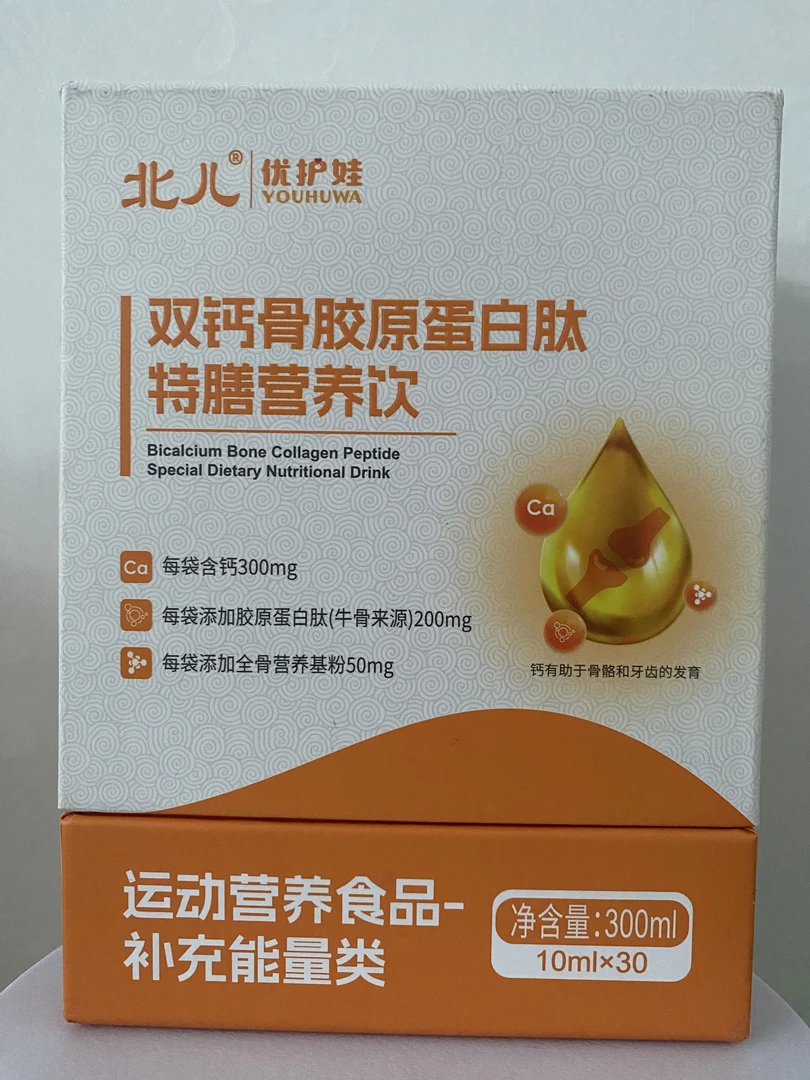 北儿® 优护娃
YOUHUWA
双钙骨胶原蛋白肽
特膳营养饮
Bicalcium Bone Collagen Peptide
Special Dietary Nutritional Drink
Ca
Ca 每袋含钙300mg
每袋添加胶原蛋白肽(牛骨来源)200mg
每袋添加全骨营养基粉50mg
钙有助于骨骼和牙齿的发育
运动营养食品-
补充能量类
净含量:300ml
10ml×30